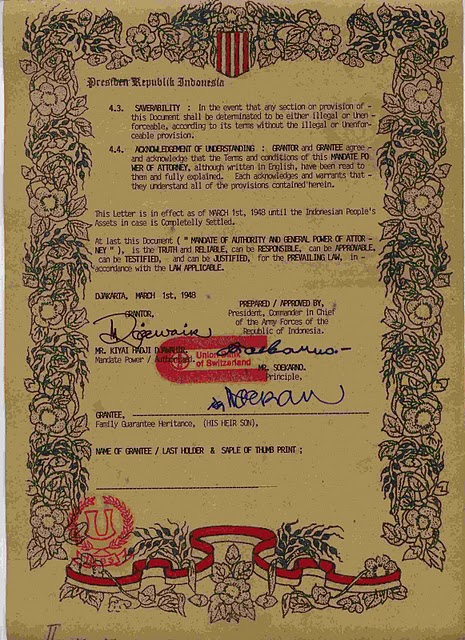 Presiden Republik Indonesia
4.3. SAVERABILITY : In the event that any section or provision of -
this Document shall be deterninated to be either illegal or Unen -
forceable, according to its terms without the illegal or Unenfor-
ceable provision.
4.4. ACKNOWLEDGEMENT OF UNDERSTANDING : GRANTOR and GRANTEE agree -
and acknowledge that the Terms and conditions of this MANDATE PO
WER OF ATTORNEY, although written in English, have been read to
them and fully explained. Each acknowledges and warrants that -
they understand all of the provisions contained herein.
This Letter is in effect as of MARCH 1st, 1948 until the Indonesian People's
Assets in case is Completelly Settled.
At last this Document ( " MANDATE OF AUTHORITY AND GENERAL POWER OF ATTOR -
NEY " ), is the TRUTH and RELIABLE, can be RESPONSIBLE, can be APPROVABLE,
can be TESTIFIED, - and can be JUSTIFIED, for the PREVAILING LAW, in -
accordance with the LAW APPLICABLE.
DJAKARTA, MARCH 1st, 1948
GRANTOR,
PREPARED / APPROVED BY,
President, Commander in Chief
of the Army Forces of the
Republic of Indonesia.
MR. KIYAI HADJI
Mandate Power / Authorized.
Union Bank
of Switzerland
MR. SOEKARNO.
Principle.
GRANTEE,
Family Guarantee Heritance, (HIS HEIR SON),
NAME OF GRANTEE / LAST HOLDER & SAPLE OF THUMB PRINT ;
U
II